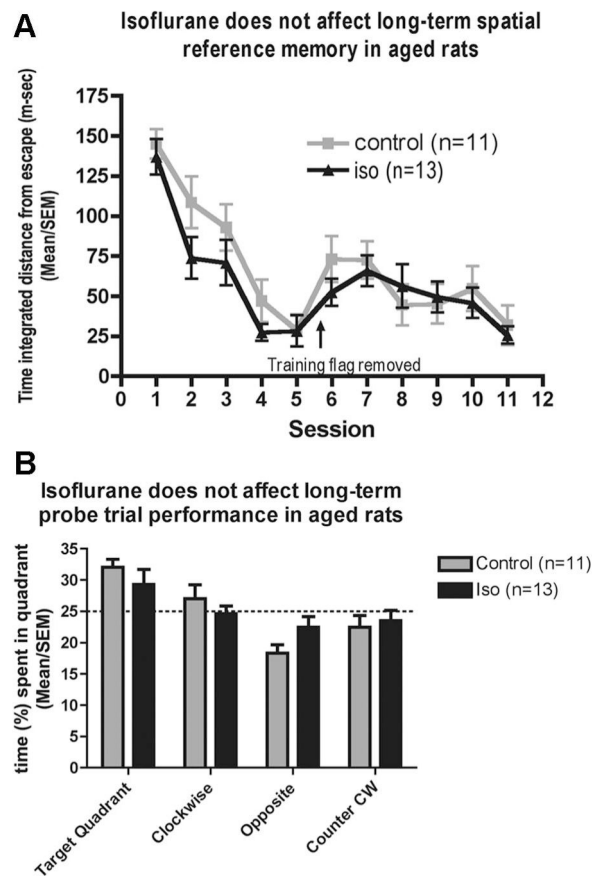 A
Isoflurane does not affect long-term spatial
reference memory in aged rats
Time integrated distance from escape (m-sec)
(Mean/SEM)
175
150
125
100
75
50
25
0
control (n=11)
iso (n=13)
Training flag removed
0 1 2 3 4 5 6 7 8 9 10 11 12
Session
B
Isoflurane does not affect long-term
probe trial performance in aged rats
time (%) spent in quadrant
(Mean/SEM)
35
30
25
20
15
10
5
0
Control (n=11)
Iso (n=13)
Target Quadrant
Clockwise
Opposite
Counter CW